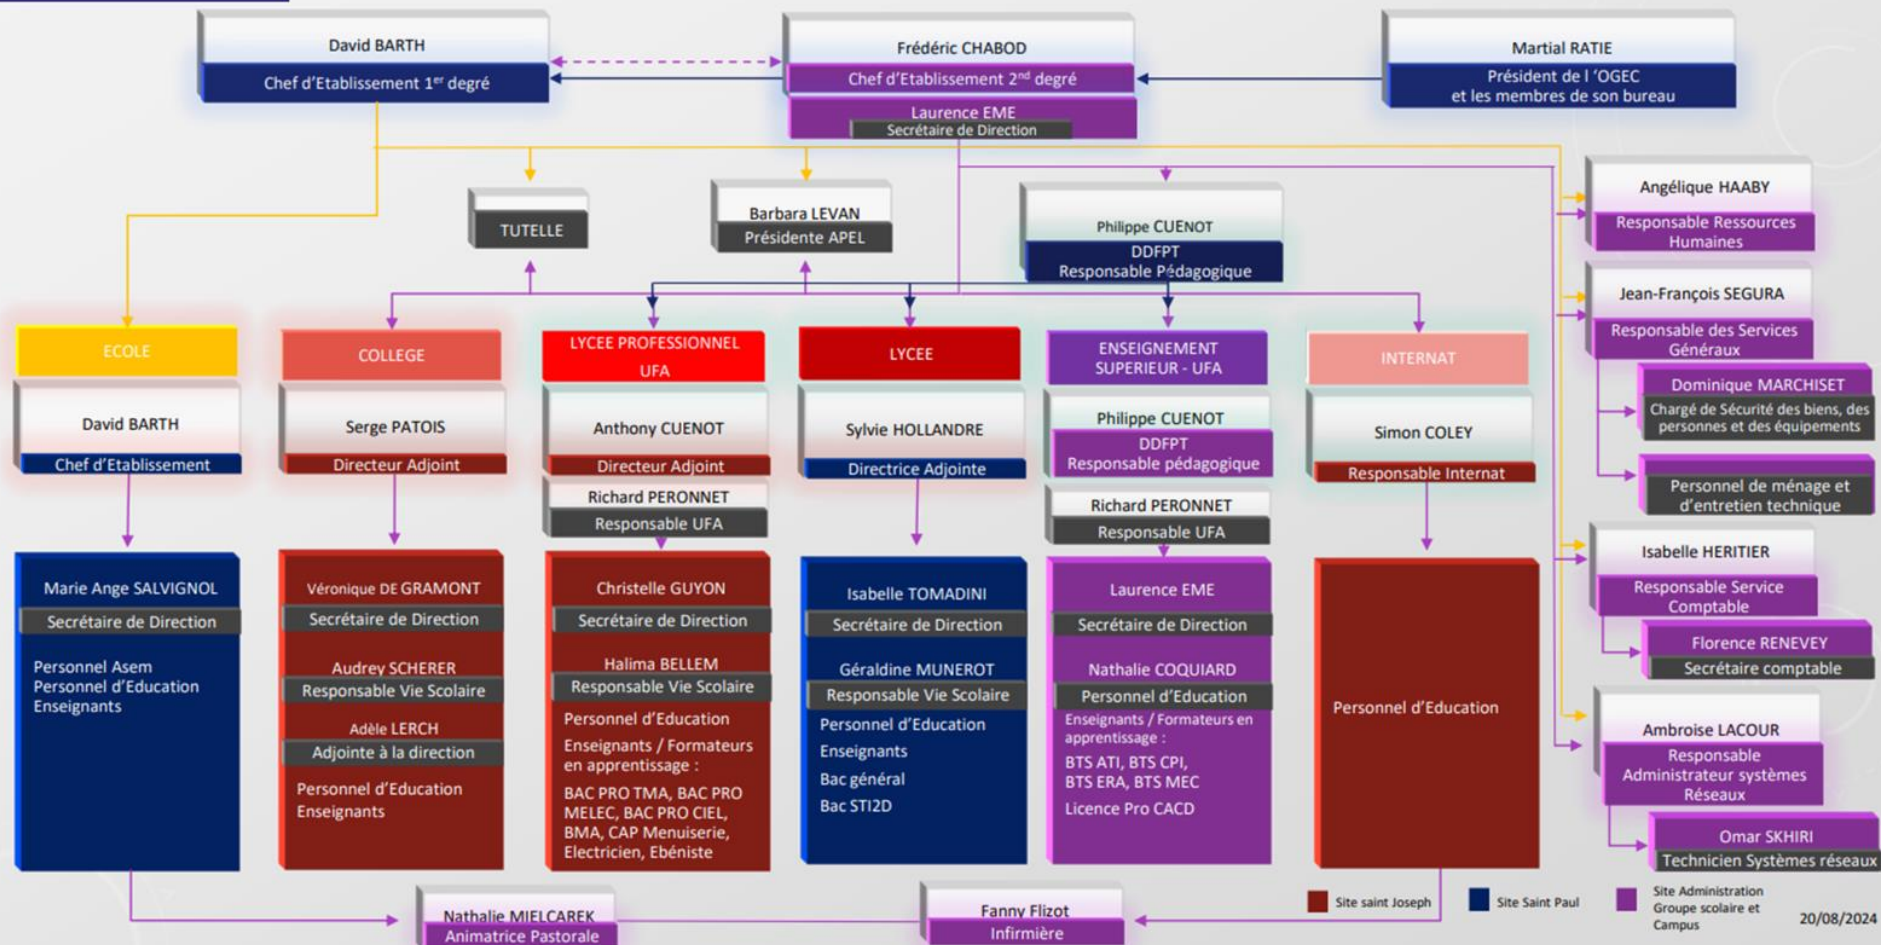 David BARTH
Chef d'Etablissement 1er degré
Frédéric CHABOD
Chef d'Etablissement 2nd degré
Laurence EME
Secrétaire de Direction
Martial RATIE
Président de l 'OGEC
et les membres de son bureau
TUTELLE
Barbara LEVAN
Présidente APEL
Philippe CUENOT
DDFPT
Responsable Pédagogique
Angélique HAABY
Responsable Ressources
Humaines
Jean-François SEGURA
Responsable des Services
Généraux
Dominique MARCHISET
Chargé de Sécurité des biens, des
personnes et des équipements
Personnel de ménage et
d'entretien technique
Isabelle HERITIER
Responsable Service
Comptable
Florence RENEVEY
Secrétaire comptable
Ambroise LACOUR
Responsable
Administrateur systèmes
Réseaux
Omar SKHIRI
Technicien Systèmes réseaux
ECOLE
David BARTH
Chef d'Etablissement
Marie Ange SALVIGNOL
Secrétaire de Direction
Personnel Asem
Personnel d'Education
Enseignants
COLLEGE
Serge PATOIS
Directeur Adjoint
Véronique DE GRAMONT
Secrétaire de Direction
Audrey SCHERER
Responsable Vie Scolaire
Adèle LERCH
Adjointe à la direction
Personnel d'Education
Enseignants
LYCEE PROFESSIONNEL
UFA
Anthony CUENOT
Directeur Adjoint
Richard PERONNET
Responsable UFA
Christelle GUYON
Secrétaire de Direction
Halima BELLEM
Responsable Vie Scolaire
Personnel d'Education
Enseignants / Formateurs
en apprentissage :
BAC PRO TMA, BAC PRO
MELEC, BAC PRO CIEL,
BMA, CAP Menuiserie,
Electricien, Ebéniste
LYCEE
Sylvie HOLLANDRE
Directrice Adjointe
Isabelle TOMADINI
Secrétaire de Direction
Géraldine MUNEROT
Responsable Vie Scolaire
Personnel d'Education
Enseignants
Bac général
Bac STI2D
ENSEIGNEMENT
SUPERIEUR - UFA
Philippe CUENOT
DDFPT
Responsable pédagogique
Richard PERONNET
Responsable UFA
Laurence EME
Secrétaire de Direction
Nathalie COQUIARD
Personnel d'Education
Enseignants / Formateurs en
apprentissage :
BTS ATI, BTS CPI,
BTS ERA, BTS MEC
Licence Pro CACD
INTERNAT
Simon COLEY
Responsable Internat
Personnel d'Education
Nathalie MIELCAREK
Animatrice Pastorale
Fanny Flizot
Infirmière
Site saint Joseph
Site Saint Paul
Site Administration
Groupe scolaire et
Campus
20/08/2024